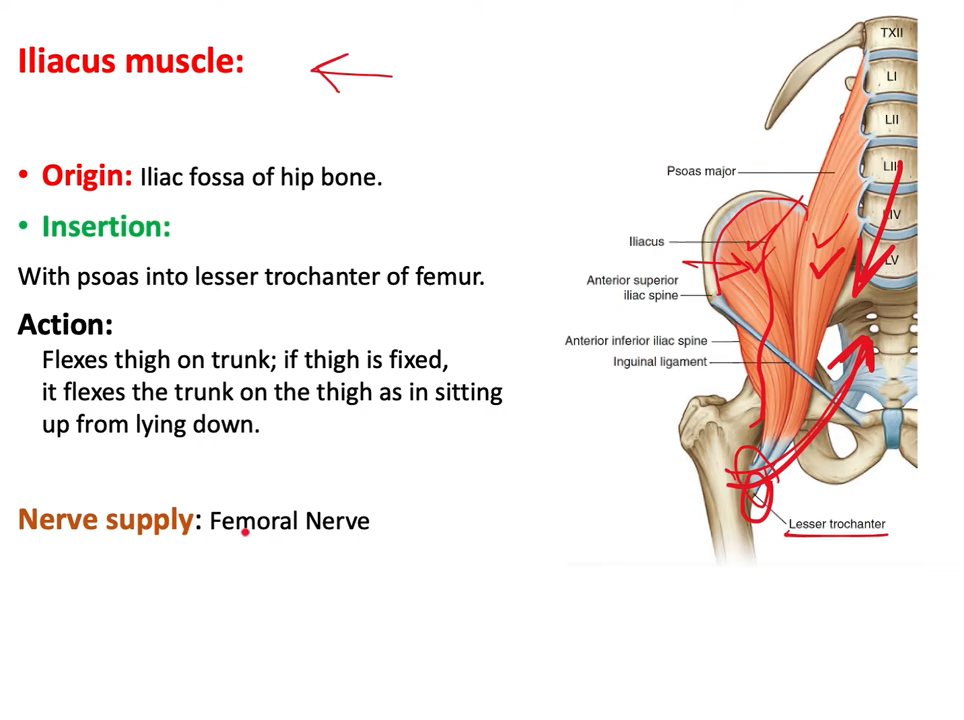 Iliacus muscle:
• Origin: Iliac fossa of hip bone.
• Insertion:
With psoas into lesser trochanter of femur.
Action:
Flexes thigh on trunk; if thigh is fixed,
it flexes the trunk on the thigh as in sitting
up from lying down.
Nerve supply: Femoral Nerve
TXII
LI
LII
LIII
LIV
LV
Psoas major
Iliacus
Anterior superior
iliac spine
Anterior inferior iliac spine
Inguinal ligament
Lesser trochanter